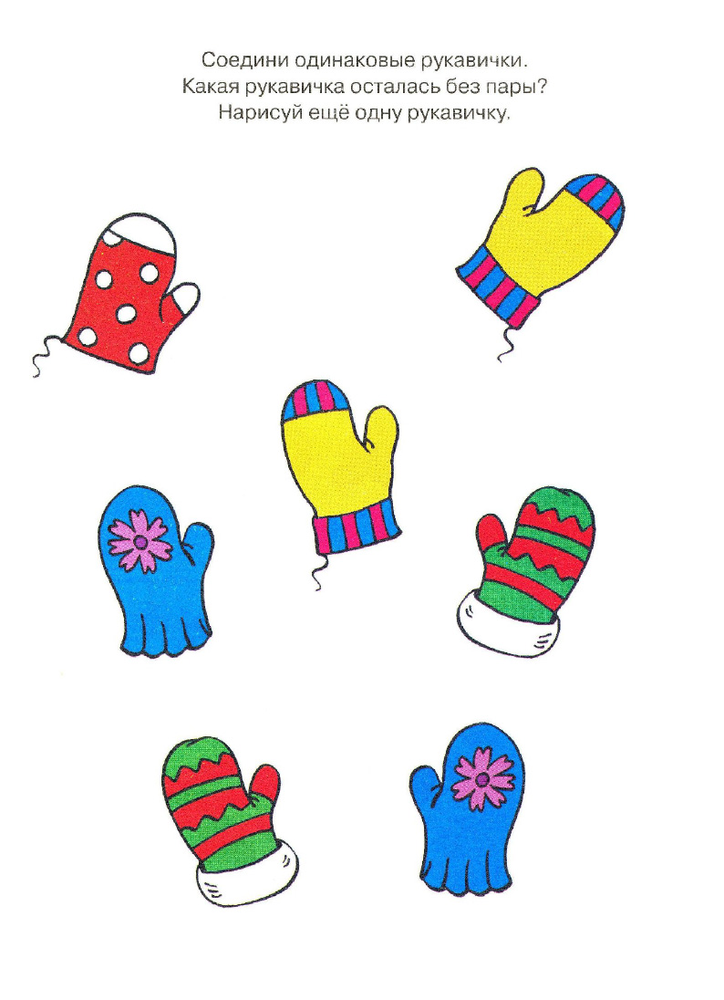 Соедини одинаковые рукавички.
Какая рукавичка осталась без пары?
Нарисуй ещё одну рукавичку.